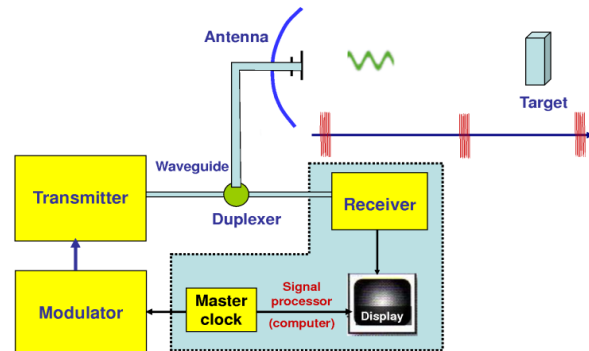 Antenna
Target
Waveguide
Transmitter
Duplexer
Receiver
Modulator
Master
clock
Signal
processor
(computer)
Display